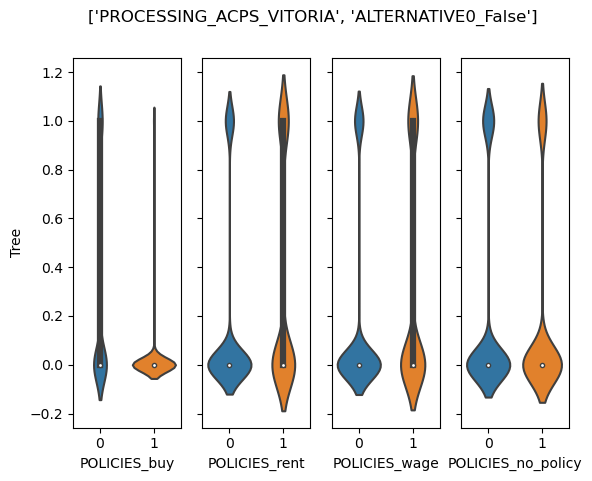 ['PROCESSING_ACPS_VITORIA', 'ALTERNATIVE0_False']
1.2
1.0
0.8
0.6
0.4
0.2
0.0
−0.2
Tree
0 1
POLICIES_buy
0 1
POLICIES_rent
0 1
POLICIES_wage
0 1
POLICIES_no_policy